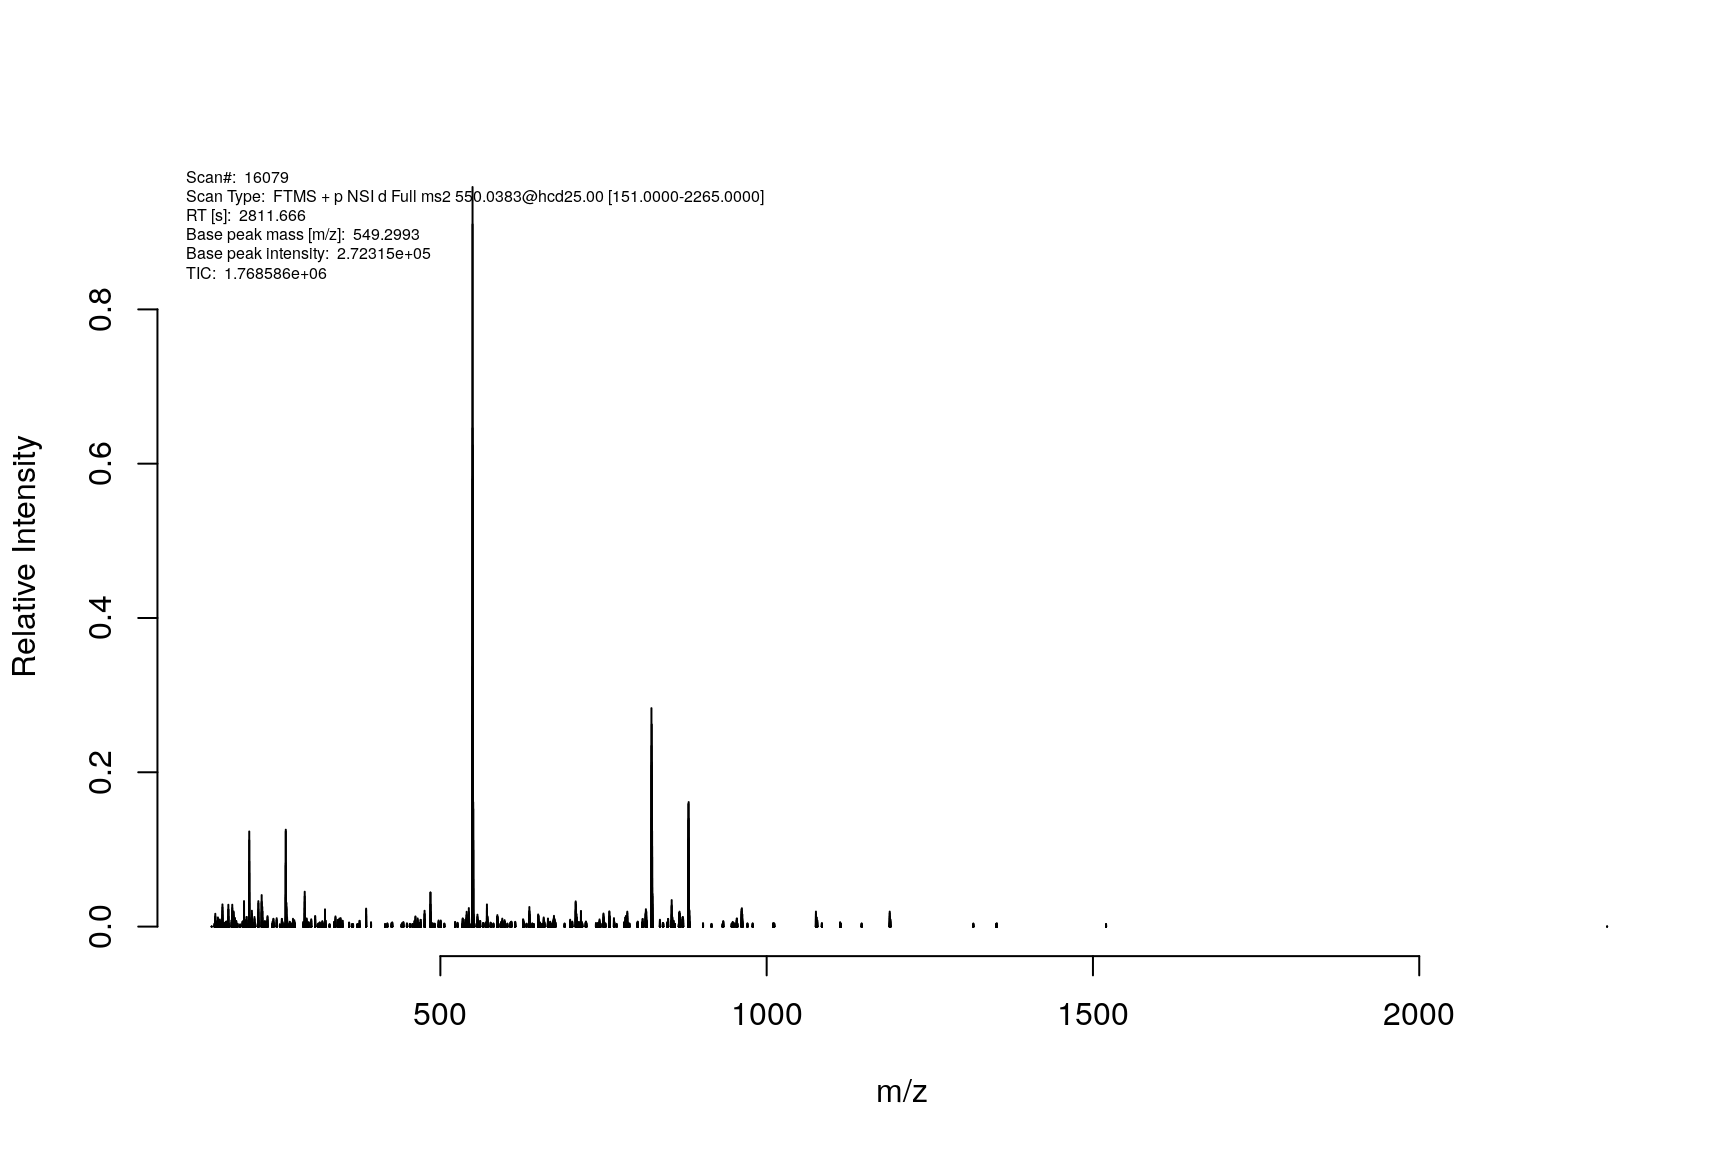 Scan#: 16079
Scan Type: FTMS + p NSI d Full ms2 550.0383@hcd25.00 [151.0000-2265.0000]
RT [s]: 2811.666
Base peak mass [m/z]: 549.2993
Base peak intensity: 2.72315e+05
TIC: 1.768586e+06
0.8
0.6
0.4
0.2
0.0
Relative Intensity
500 1000 1500 2000
m/z